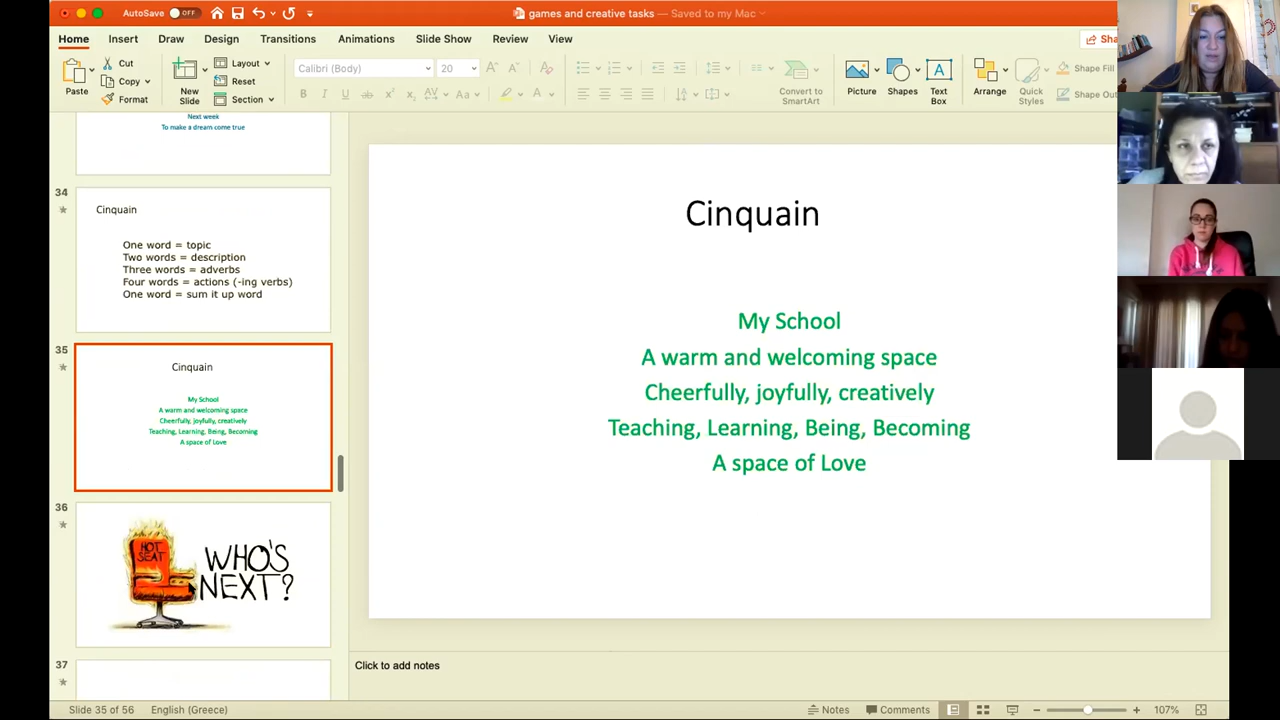 AutoSave OFF games and creative tasks — Saved to my Mac
Home Insert Draw Design Transitions Animations Slide Show Review View
Paste Cut Copy Format New Slide Layout Reset Section Calibri (Body) 20 Convert to SmartArt Picture Shapes Text Box Arrange Quick Styles Shape Fill
Next week
To make a dream come true
34
Cinquain
One word = topic
Two words = description
Three words = adverbs
Four words = actions (-ing verbs)
One word = sum it up word
35
Cinquain
My School
A warm and welcoming space
Cheerfully, joyfully, creatively
Teaching, Learning, Being, Becoming
A space of Love
36
HOT SEAT
WHO'S
NEXT?
37
Cinquain
My School
A warm and welcoming space
Cheerfully, joyfully, creatively
Teaching, Learning, Being, Becoming
A space of Love
Click to add notes
Slide 35 of 56 English (Greece) Notes Comments 107%